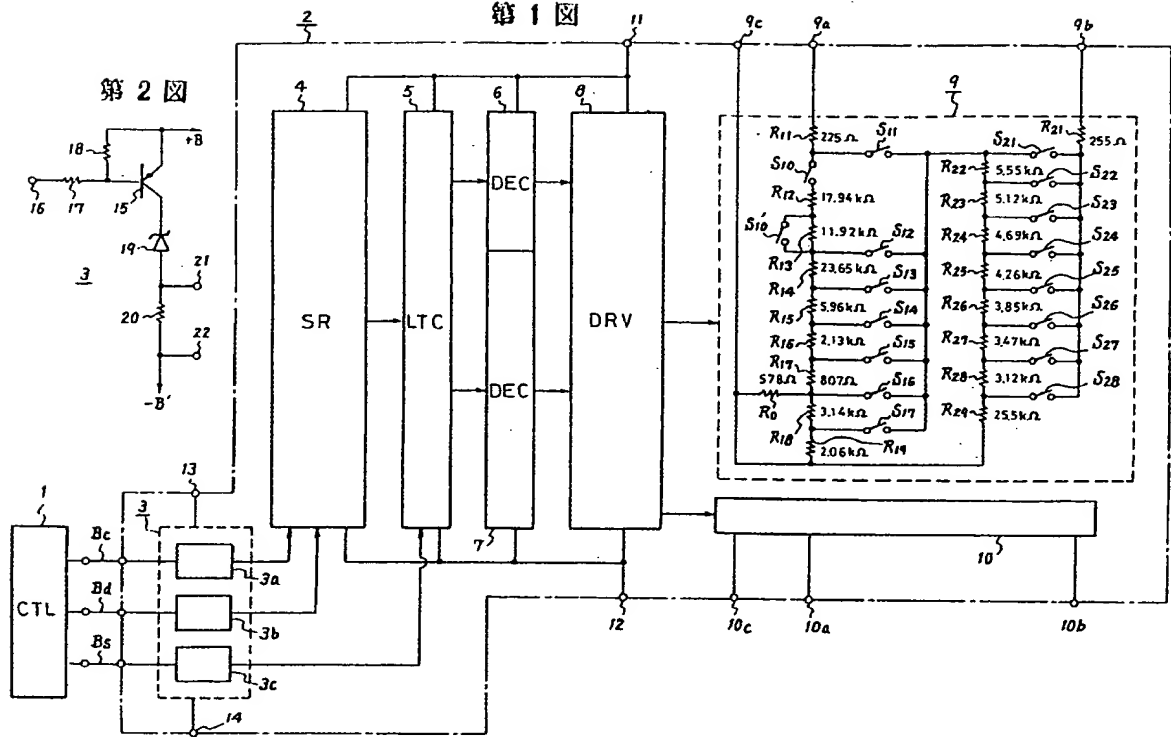 第1図
第2図
2
11
9c
9a
9b
4
5
6
8
9
+B
18
16
17
15
19
3
21
20
22
-B'
SR
LTC
DEC
DEC
DRV
7
R11
225Ω
S11
S10
R12
17.94kΩ
S10'
11.92kΩ
R13
S12
R14
23.65kΩ
S13
R15
5.96kΩ
S14
R16
2.13kΩ
S15
R17
807Ω
578Ω
R0'
S16
3.14kΩ
R18
S17
R19
2.06kΩ
S21
R21
255Ω
R22
5.55kΩ
S22
R23
5.12kΩ
S23
R24
4.69kΩ
S24
R25
4.26kΩ
S25
R26
3.85kΩ
S26
R27
3.47kΩ
S27
R28
3.12kΩ
S28
R29
25.5kΩ
1
CTL
Bc
Bd
Bs
13
3
3a
3b
3c
14
12
10c
10a
10
10b